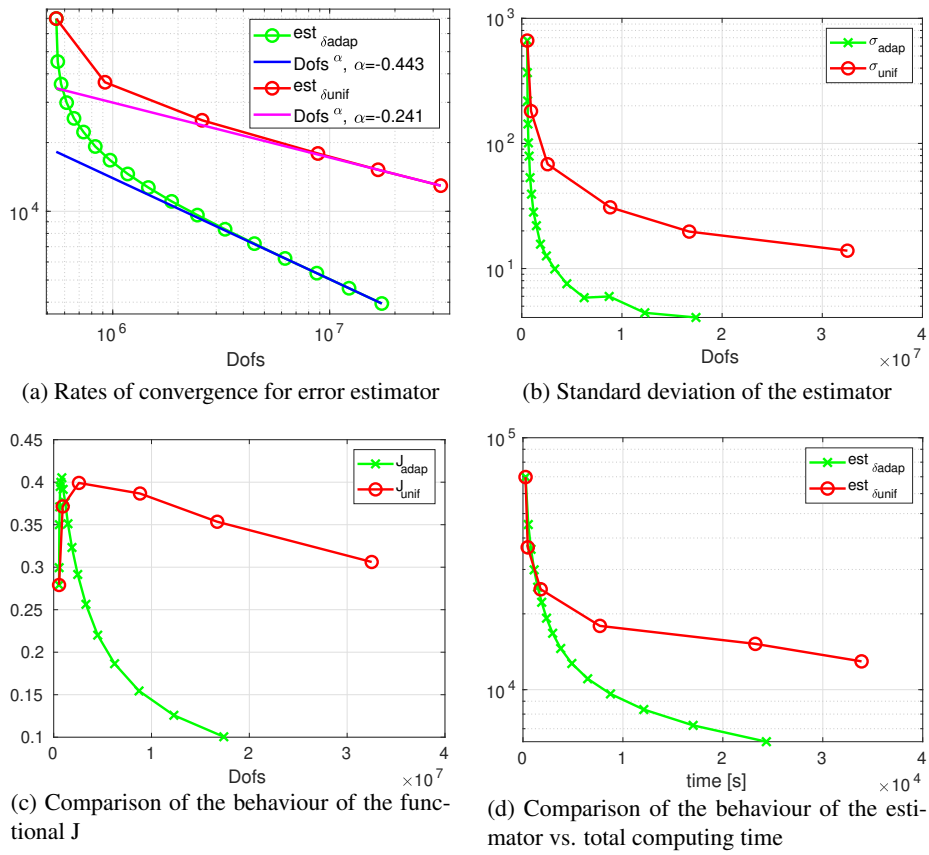 est δadap
Dofs α, α=-0.443
est δunif
Dofs α, α=-0.241
10^4
10^6
10^7
Dofs
(a) Rates of convergence for error estimator
10^3
10^2
10^1
σadap
σunif
0
1
2
3
4
Dofs
×10^7
(b) Standard deviation of the estimator
0.45
0.4
0.35
0.3
0.25
0.2
0.15
0.1
Jadap
Junif
0
1
2
3
4
Dofs
×10^7
(c) Comparison of the behaviour of the func-
tional J
10^5
10^4
est δadap
est δunif
0
1
2
3
4
time [s]
×10^4
(d) Comparison of the behaviour of the esti-
mator vs. total computing time